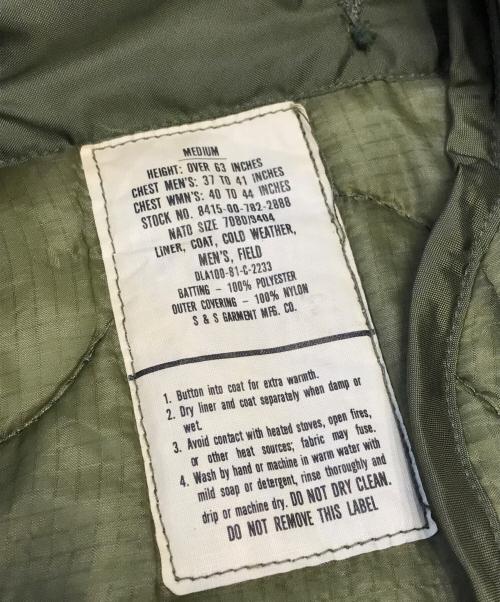 MEDIUM
HEIGHT: OVER 63 INCHES
CHEST MEN'S: 37 TO 41 INCHES
CHEST WMN'S: 40 TO 44 INCHES
STOCK NO. 8415-00-782-2888
NATO SIZE 7080/9404
LINER, COAT, COLD WEATHER,
MEN'S, FIELD
DLA100-81-C-2233
BATTING - 100% POLYESTER
OUTER COVERING - 100% NYLON
S & S GARMENT MFG. CO.
1. Button into coat for extra warmth.
2. Dry liner and coat separately when damp or
wet.
3. Avoid contact with heated stoves, open fires,
or other heat sources; fabric may fuse.
4. Wash by hand or machine in warm water with
mild soap or detergent, rinse thoroughly and
drip or machine dry. DO NOT DRY CLEAN.
DO NOT REMOVE THIS LABEL